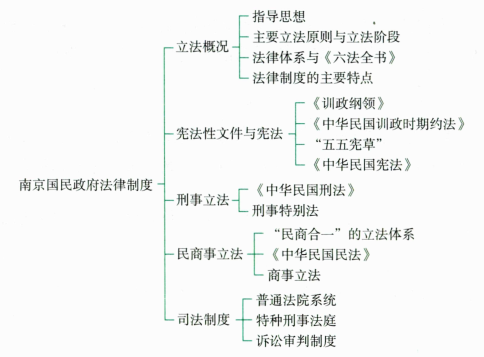 南京国民政府法律制度
立法概况
指导思想
主要立法原则与立法阶段
法律体系与《六法全书》
法律制度的主要特点
宪法性文件与宪法
《训政纲领》
《中华民国训政时期约法》
“五五宪草”
《中华民国宪法》
刑事立法
《中华民国刑法》
刑事特别法
民商事立法
“民商合一”的立法体系
《中华民国民法》
商事立法
司法制度
普通法院系统
特种刑事法庭
诉讼审判制度